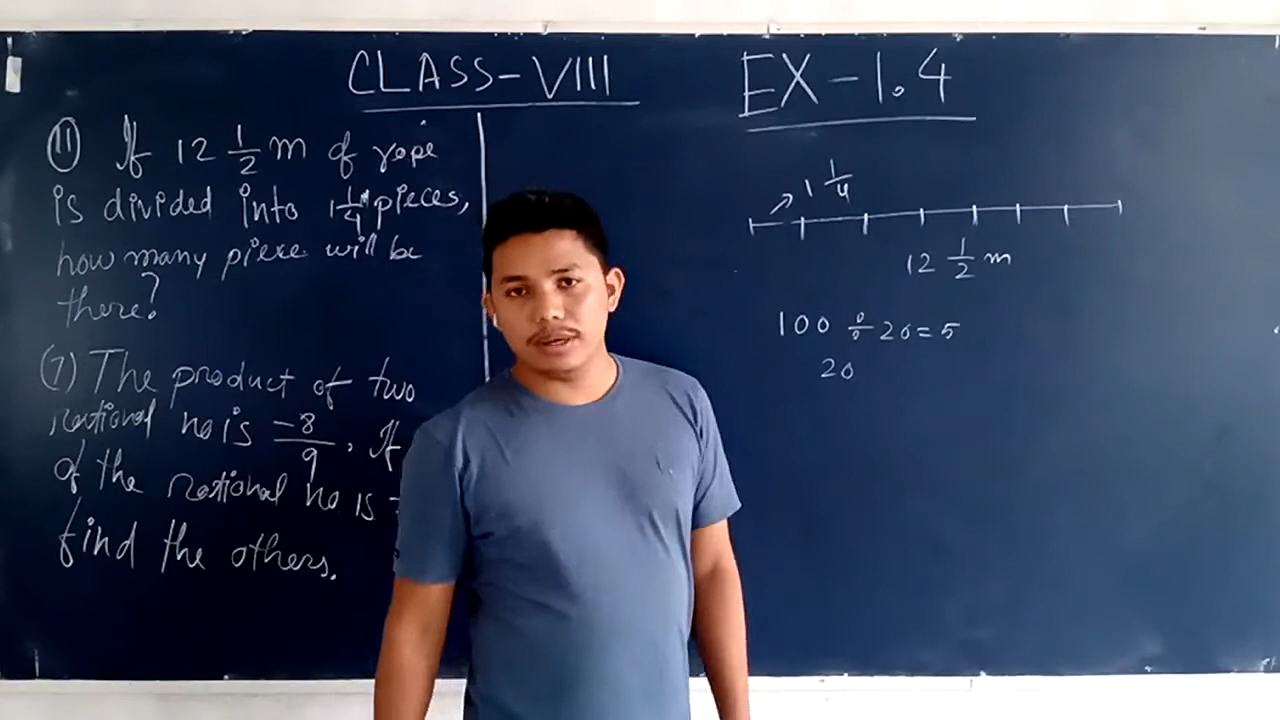 CLASS-VIII
EX-1.4
(11) If 12 1/2 m of rope
is divided into 1 1/4 pieces,
how many piece will be
there?
(7) The product of two
rational no is -8/9. If
of the rational no is
find the others.
1 1/4
12 1/2 m
100 ÷ 20 = 5
20